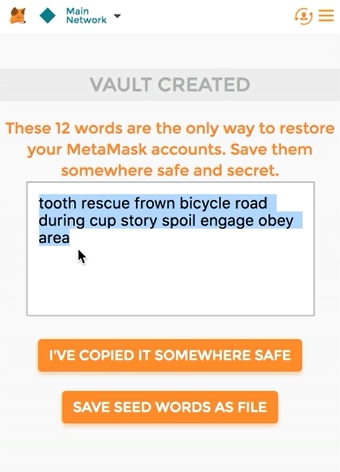 Main
Network
VAULT CREATED
These 12 words are the only way to restore
your MetaMask accounts. Save them
somewhere safe and secret.
tooth rescue frown bicycle road
during cup story spoil engage obey
area
I'VE COPIED IT SOMEWHERE SAFE
SAVE SEED WORDS AS FILE